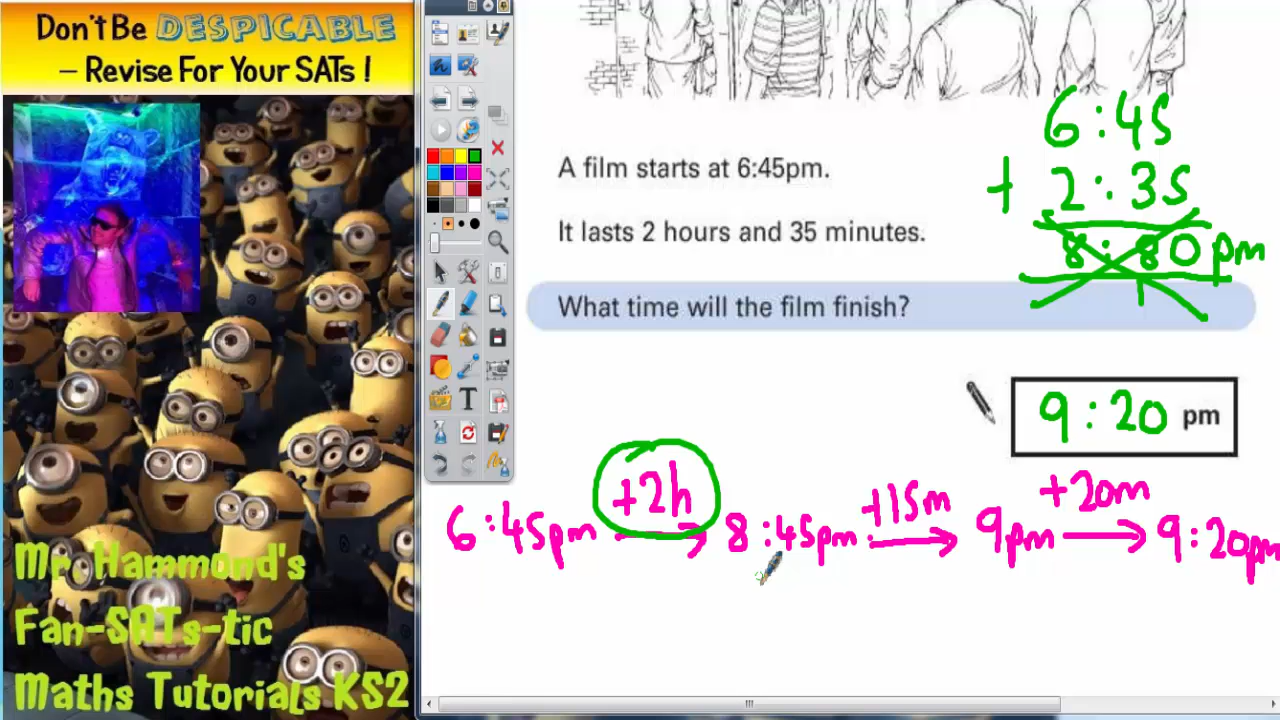 Don't Be DESPICABLE
– Revise For Your SATs !
Mr. Hammond's
Fan-SATs-tic
Maths Tutorials KS2
A film starts at 6:45pm.
It lasts 2 hours and 35 minutes.
What time will the film finish?
6:45
+ 2:35
8:80pm
1
9:20 pm
6:45pm +2h 8:45pm +15m 9pm +20m 9:20pm
T